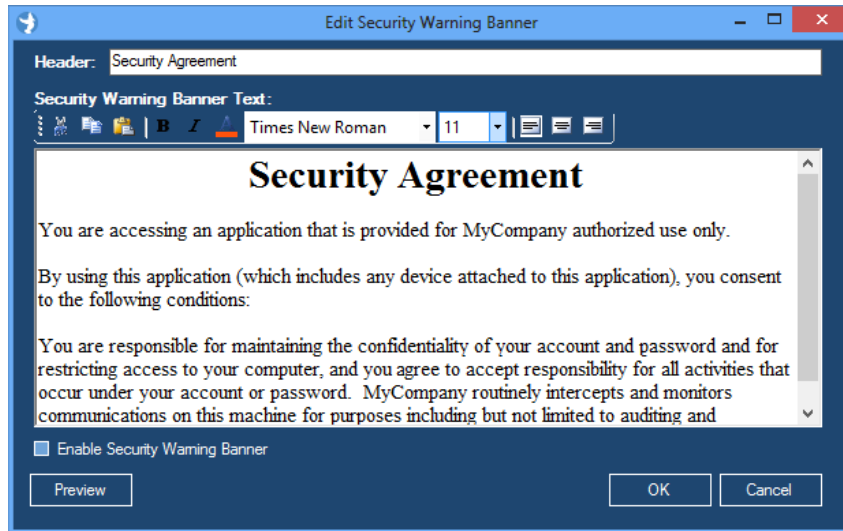 Edit Security Warning Banner
Header: Security Agreement
Security Warning Banner Text:
B I A Times New Roman 11
Security Agreement
You are accessing an application that is provided for MyCompany authorized use only.
By using this application (which includes any device attached to this application), you consent
to the following conditions:
You are responsible for maintaining the confidentiality of your account and password and for
restricting access to your computer, and you agree to accept responsibility for all activities that
occur under your account or password.  MyCompany routinely intercepts and monitors
communications on this machine for purposes including but not limited to auditing and
Enable Security Warning Banner
Preview OK Cancel